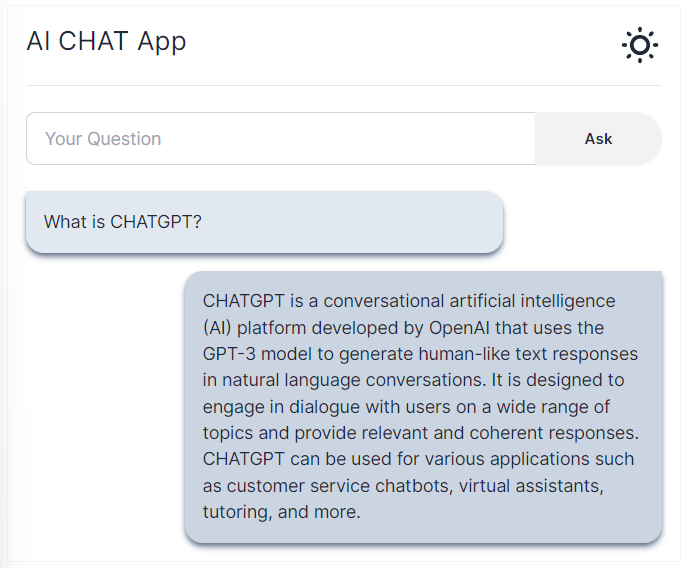 AI CHAT App
Your Question
Ask
What is CHATGPT?
CHATGPT is a conversational artificial intelligence
(AI) platform developed by OpenAI that uses the
GPT-3 model to generate human-like text responses
in natural language conversations. It is designed to
engage in dialogue with users on a wide range of
topics and provide relevant and coherent responses.
CHATGPT can be used for various applications such
as customer service chatbots, virtual assistants,
tutoring, and more.